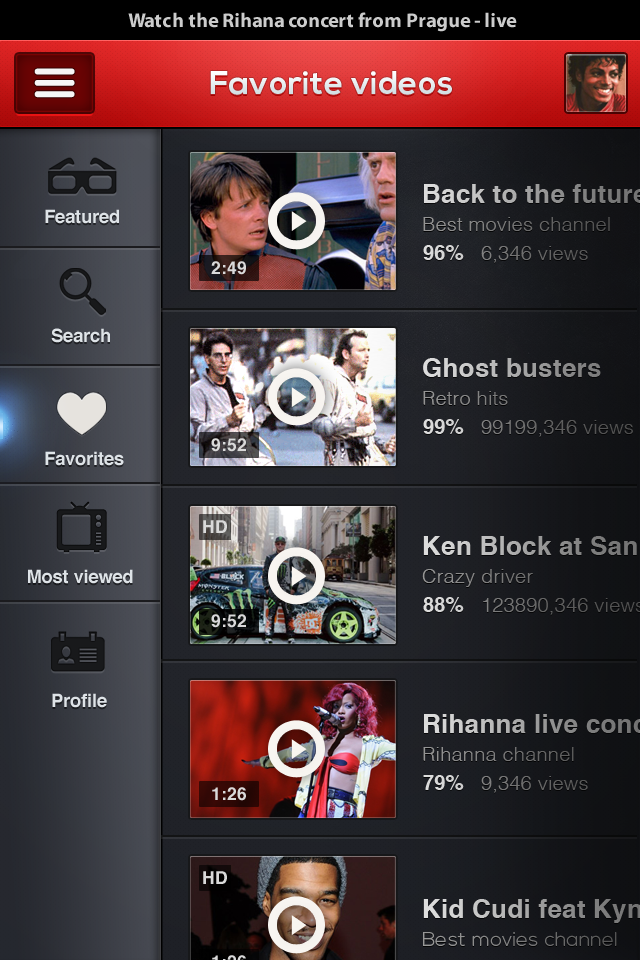 Watch the Rihana concert from Prague - live
Favorite videos
Featured
Search
Favorites
Most viewed
Profile
2:49
Back to the future
Best movies channel
96% 6,346 views
9:52
Ghost busters
Retro hits
99% 99199,346 views
HD
BLOCK
MONSTER
9:52
Ken Block at San
Crazy driver
88% 123890,346 views
1:26
Rihanna live conc
Rihanna channel
79% 9,346 views
HD
Kid Cudi feat Kyn
Best movies channel